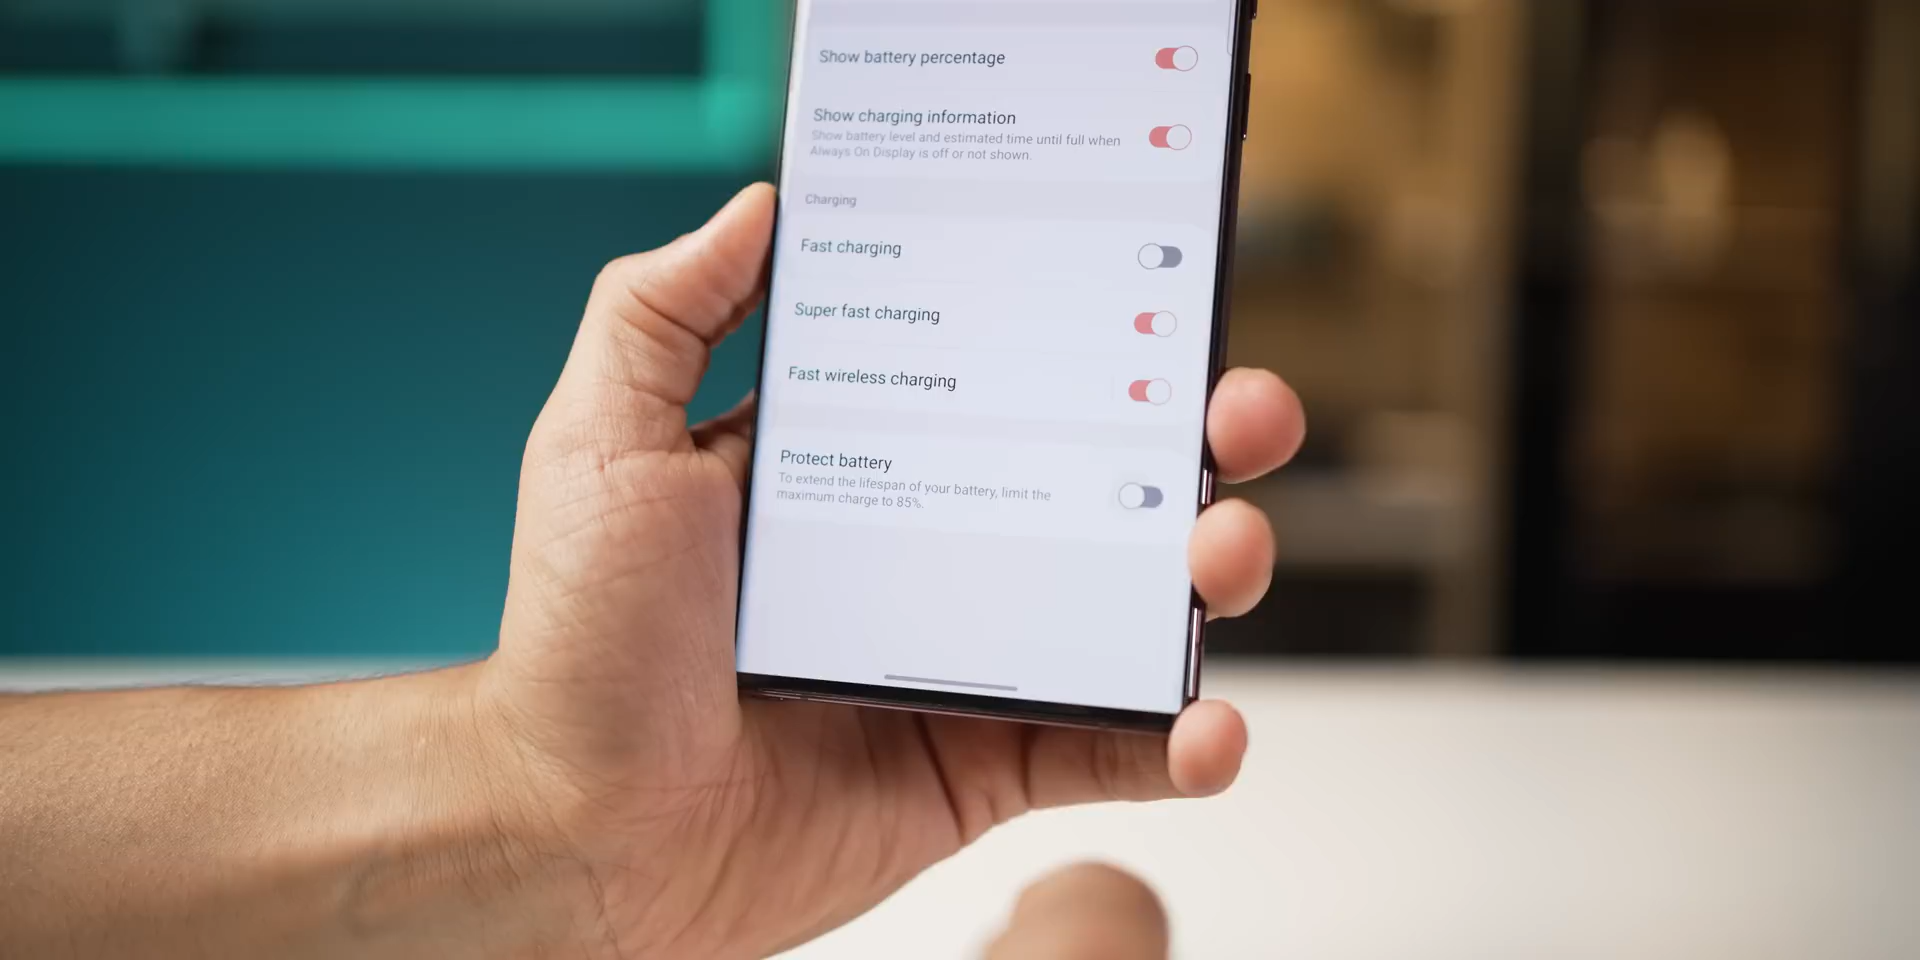 Show battery percentage
Show charging information
Show battery level and estimated time until full when
Always On Display is off or not shown.
Charging
Fast charging
Super fast charging
Fast wireless charging
Protect battery
To extend the lifespan of your battery, limit the
maximum charge to 85%.